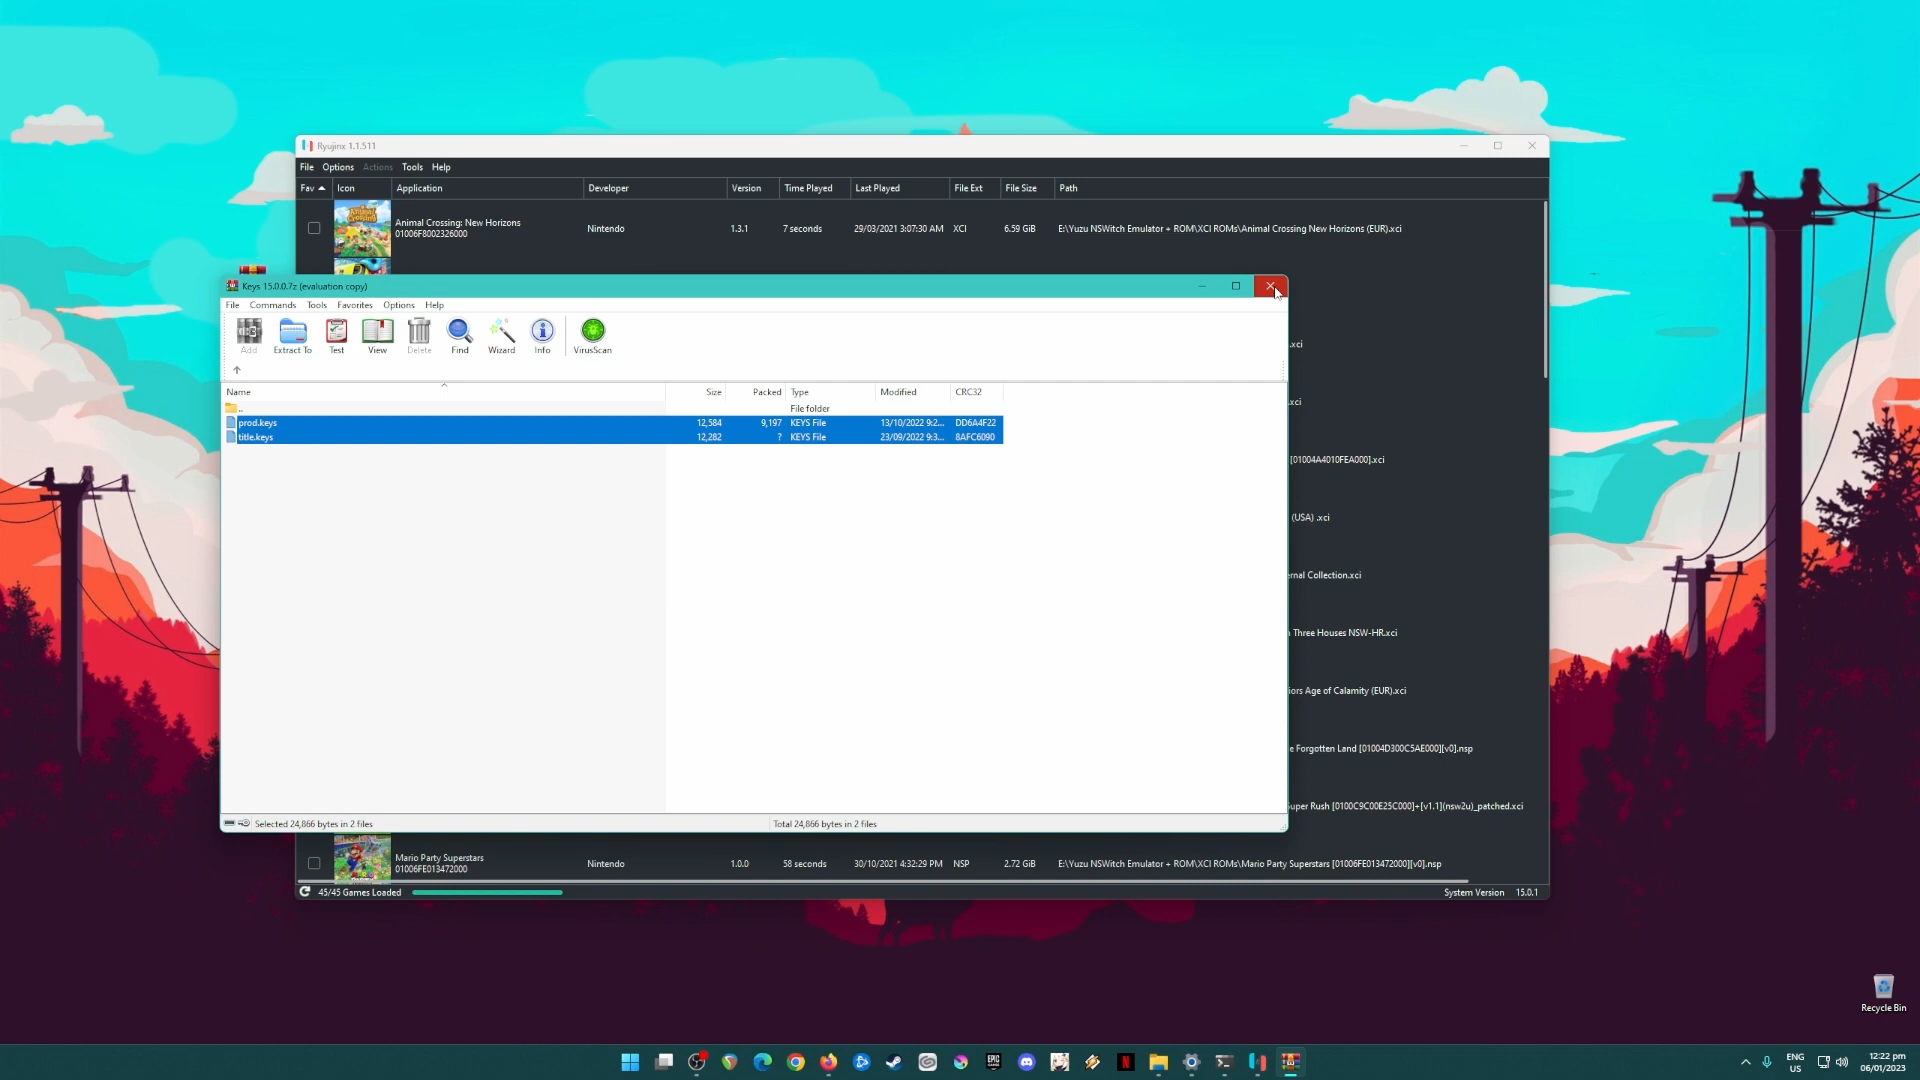 Ryujinx 1.1.511
File Options Actions Tools Help
Fav Icon Application Developer Version Time Played Last Played File Ext File Size Path
Animal Crossing: New Horizons
01006F8002326000
Nintendo 1.3.1 7 seconds 29/03/2021 3:07:30 AM XCI 6.59 GiB E:\Yuzu NSWitch Emulator + ROM\XCI ROMs\Animal Crossing New Horizons (EUR).xci
Keys 15.0.0.7z (evaluation copy)
File Commands Tools Favorites Options Help
Add Extract To Test View Delete Find Wizard Info VirusScan
.xci
Name Size Packed Type Modified CRC32
.. File folder
xci
prod.keys 12,584 9,197 KEYS File 13/10/2022 9:2... DD6A4F22
title.keys 12,282 ? KEYS File 23/09/2022 9:3... 8AFC6090
[01004A4010FEA000].xci
(USA) .xci
ernal Collection.xci
Three Houses NSW-HR.xci
iors Age of Calamity (EUR).xci
e Forgotten Land [01004D300C5AE000][v0].nsp
Super Rush [0100C9C00E25C000]+[v1.1](nsw2u)_patched.xci
Selected 24,866 bytes in 2 files Total 24,866 bytes in 2 files
Mario Party Superstars
01006FE013472000
Nintendo 1.0.0 58 seconds 30/10/2021 4:32:29 PM NSP 2.72 GiB E:\Yuzu NSWitch Emulator + ROM\XCI ROMs\Mario Party Superstars [01006FE013472000][v0].nsp
45/45 Games Loaded System Version 15.0.1
Recycle Bin
ENG
US
12:22 pm
06/01/2023